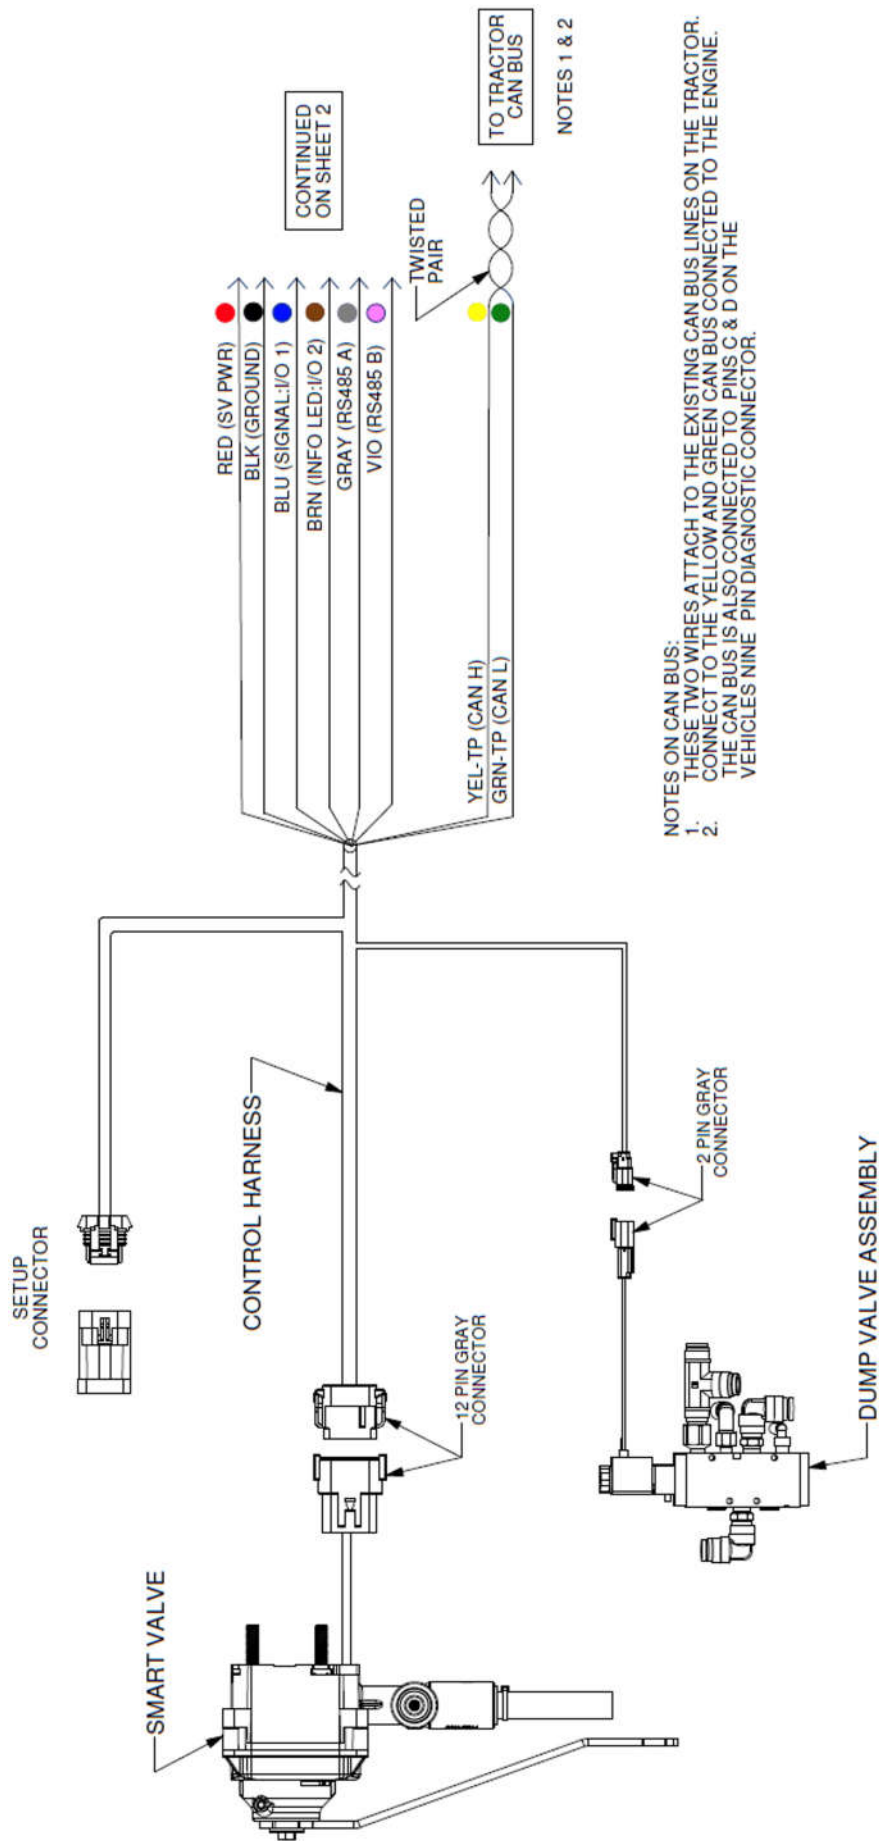 SETUP
CONNECTOR
SMART VALVE
12 PIN GRAY
CONNECTOR
CONTROL HARNESS
DUMP VALVE ASSEMBLY
2 PIN GRAY
CONNECTOR
RED (SV PWR)
BLK (GROUND)
BLU (SIGNAL:I/O 1)
BRN (INFO LED:I/O 2)
GRAY (RS485 A)
VIO (RS485 B)
CONTINUED
ON SHEET 2
TWISTED
PAIR
YEL-TP (CAN H)
GRN-TP (CAN L)
TO TRACTOR
CAN BUS
NOTES 1 & 2
NOTES ON CAN BUS:
1. THESE TWO WIRES ATTACH TO THE EXISTING CAN BUS LINES ON THE TRACTOR.
2. CONNECT TO THE YELLOW AND GREEN CAN BUS CONNECTED TO THE ENGINE.
THE CAN BUS IS ALSO CONNECTED TO PINS C & D ON THE
VEHICLES NINE PIN DIAGNOSTIC CONNECTOR.